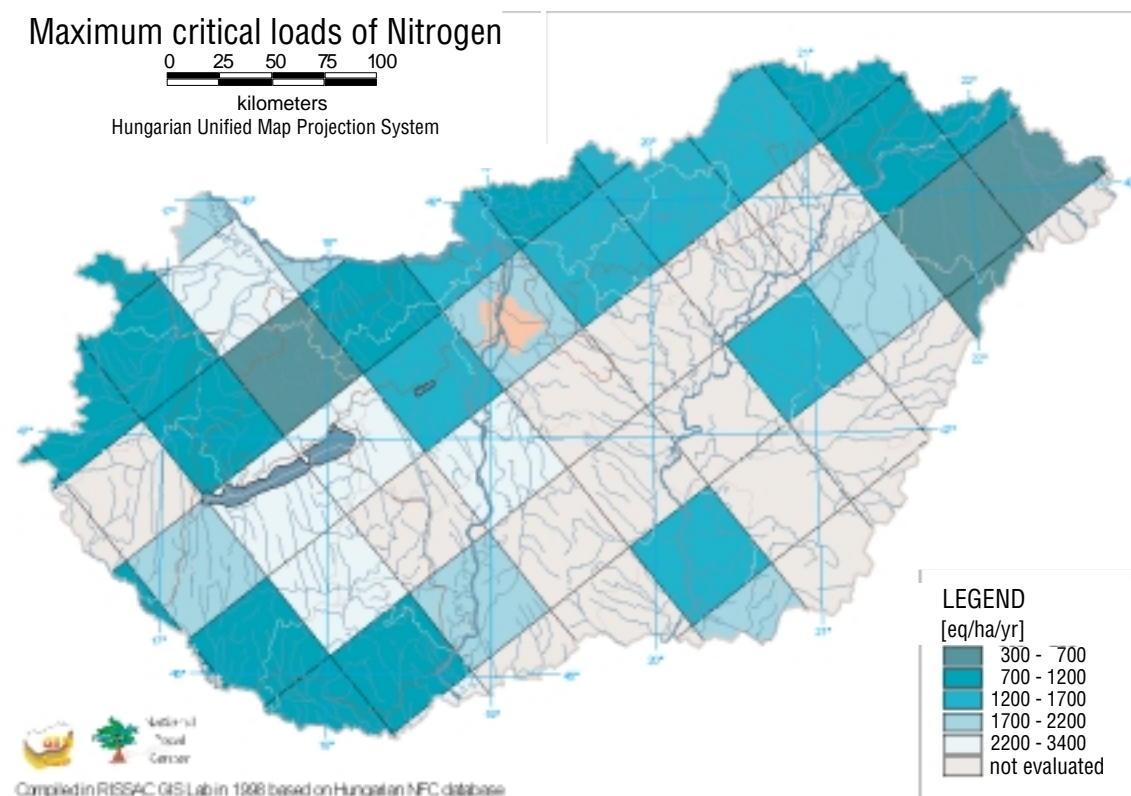 Maximum critical loads of Nitrogen
0 25 50 75 100
kilometers
Hungarian Unified Map Projection System
LEGEND
[eq/ha/yr]
300 - 700
700 - 1200
1200 - 1700
1700 - 2200
2200 - 3400
not evaluated
National
Center
Compiled in RISSAC GIS Lab in 1998 based on Hungarian NFC database